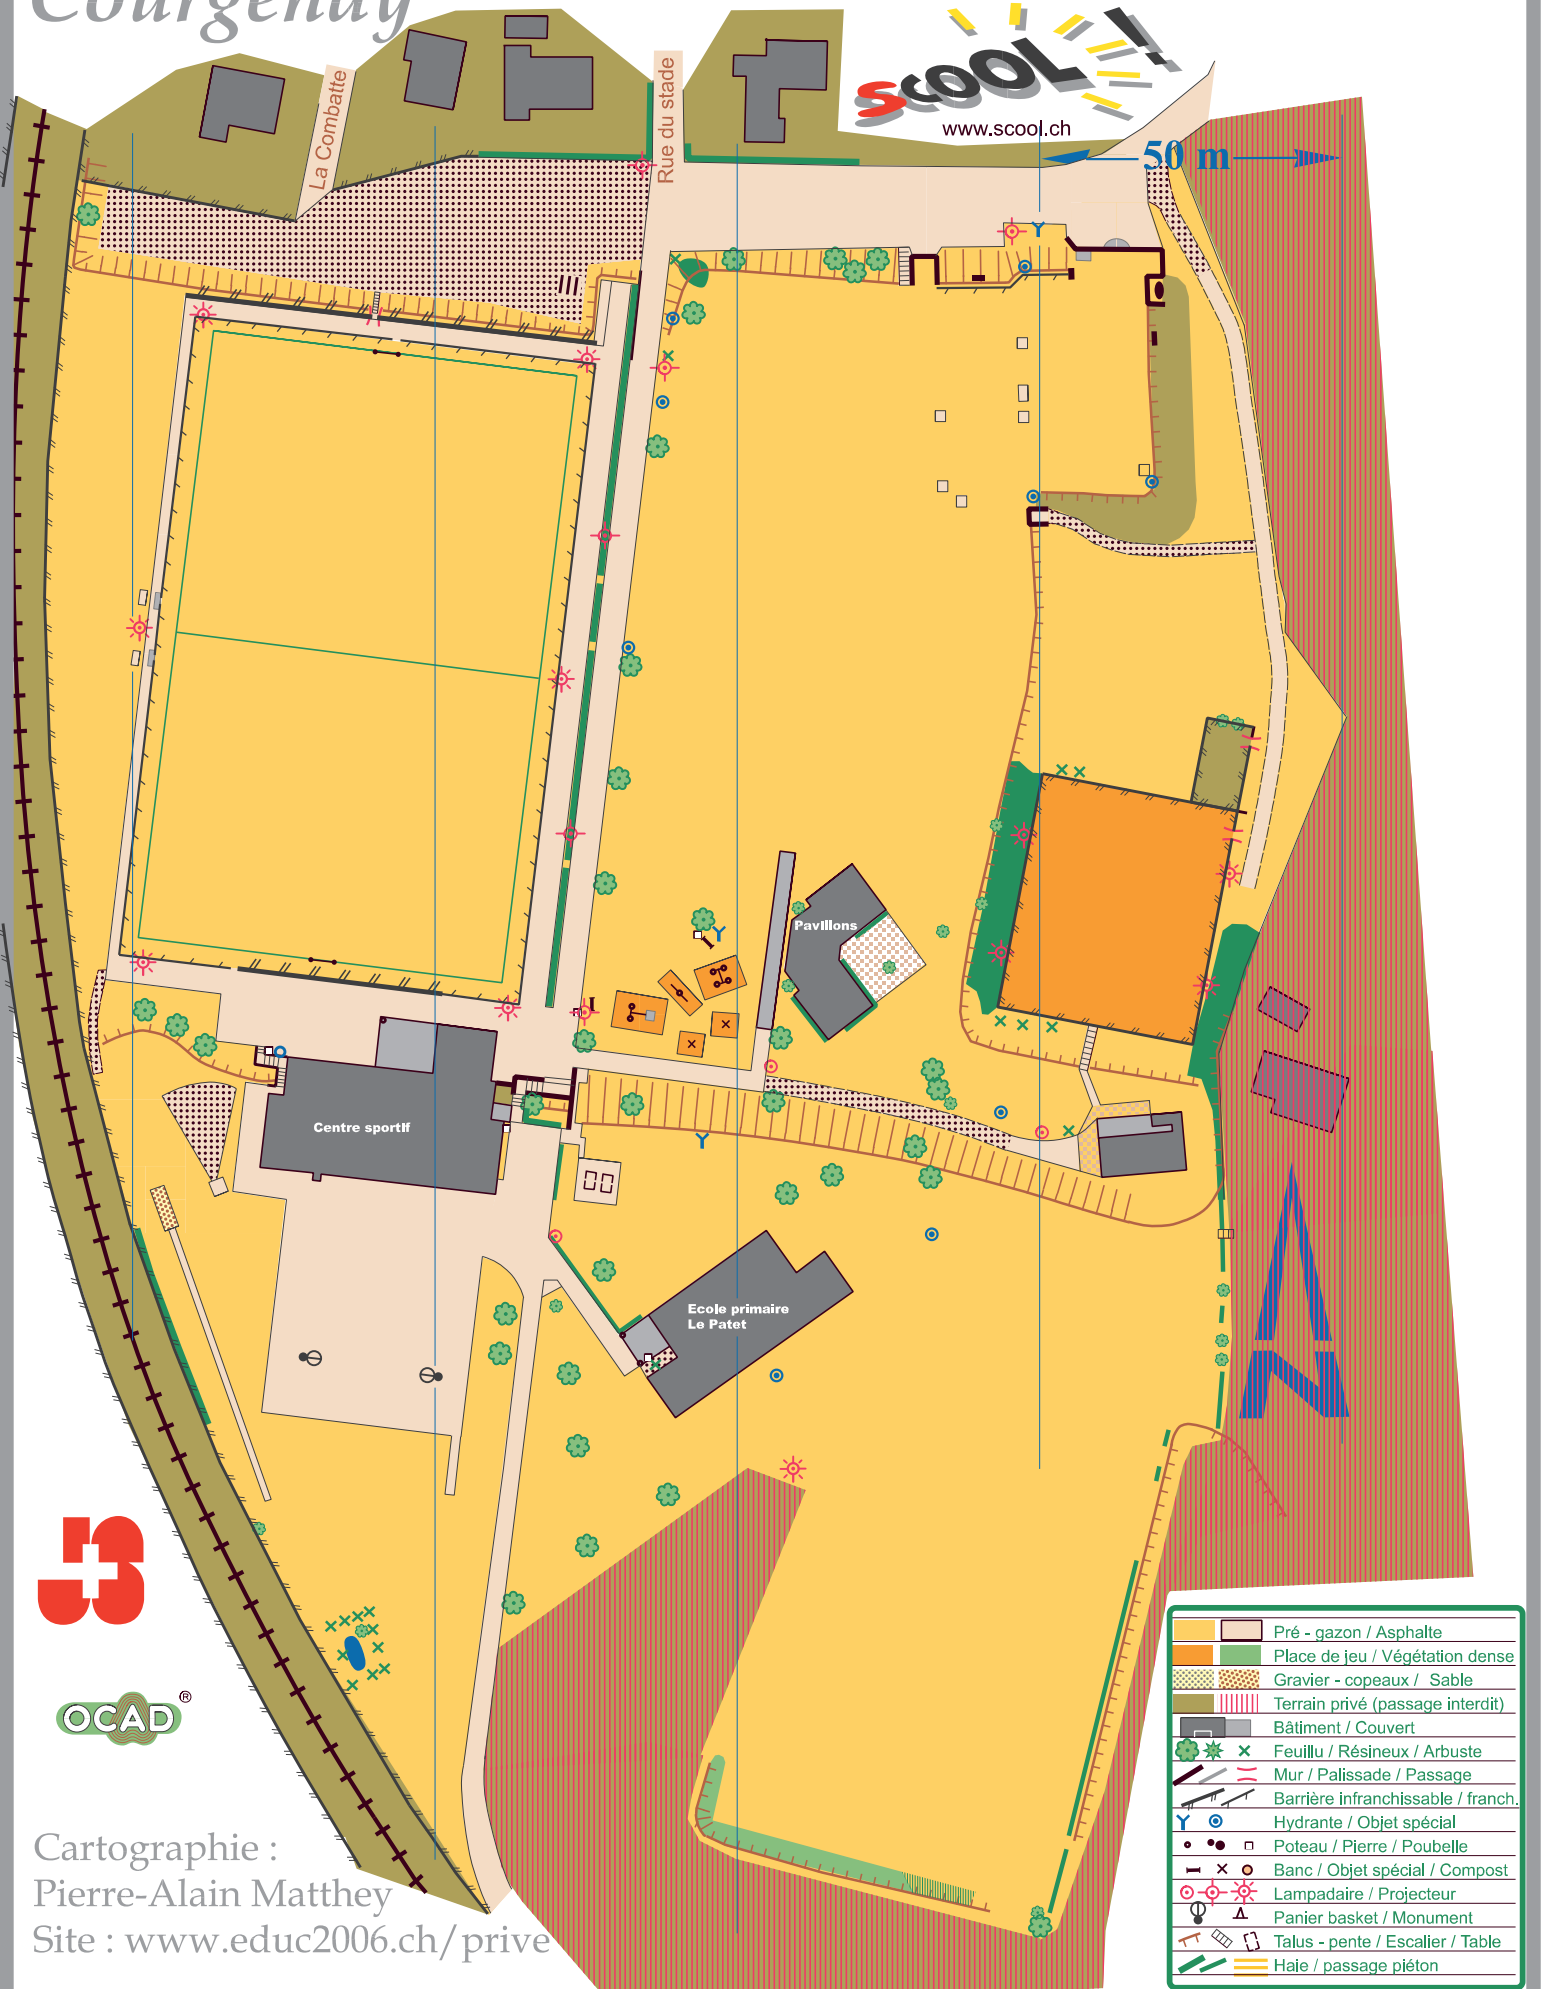 Courgenay
scool!
www.scool.ch
La Combatte
Rue du stade
50 m
Pavillons
Centre sportif
Ecole primaire
Le Patet
N
OCAD ®
Cartographie :
Pierre-Alain Matthey
Site : www.educ2006.ch/prive
Pré - gazon / Asphalte
Place de jeu / Végétation dense
Gravier - copeaux / Sable
Terrain privé (passage interdit)
Bâtiment / Couvert
Feuillu / Résineux / Arbuste
Mur / Palissade / Passage
Barrière infranchissable / franch.
Hydrante / Objet spécial
Poteau / Pierre / Poubelle
Banc / Objet spécial / Compost
Lampadaire / Projecteur
Panier basket / Monument
Talus - pente / Escalier / Table
Haie / passage piéton